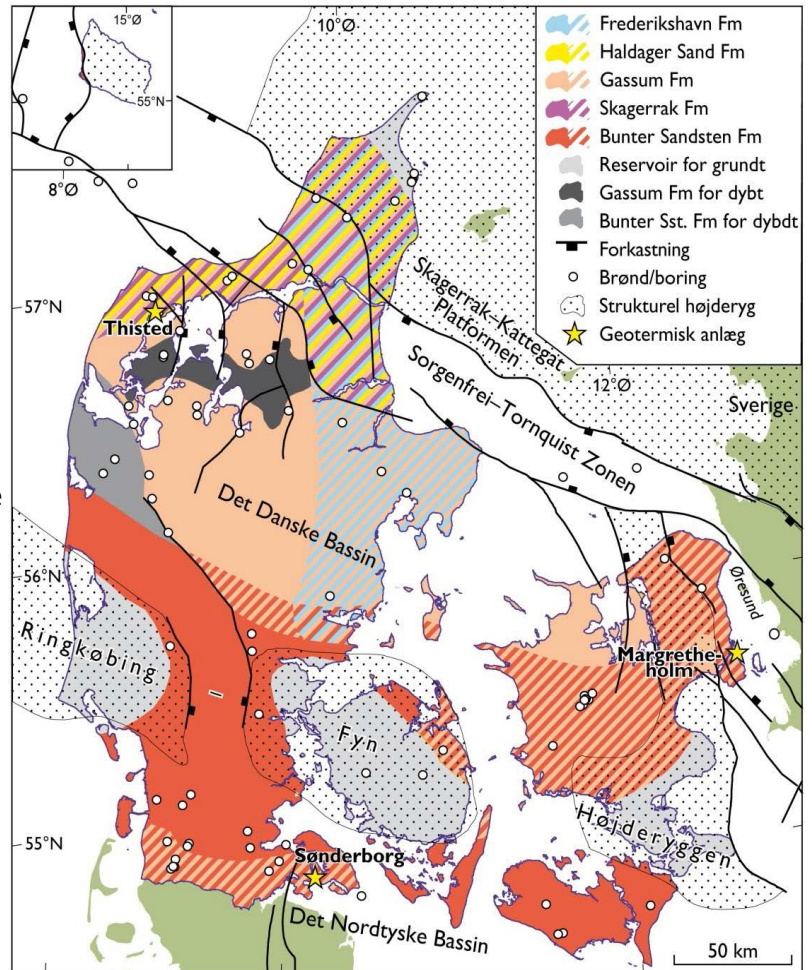 15°Ø
55°N
8°Ø
10°Ø
Frederikshavn Fm
Haldager Sand Fm
Gassum Fm
Skagerrak Fm
Bunter Sandsten Fm
Reservoir for grundt
Gassum Fm for dybt
Bunter Sst. Fm for dybdt
Forkastning
Brønd/boring
Strukturel højderyg
Geotermisk anlæg
57°N
Thisted
Skagerrak–Kattegat
Platformen
12°Ø
Sverige
Sorgenfrei–Tornquist Zonen
Det Danske Bassin
56°N
Øresund
Ringkøbing
Margrethe-
holm
–
Fyn
Højderyggen
55°N
Sønderborg
Det Nordtyske Bassin
50 km
e